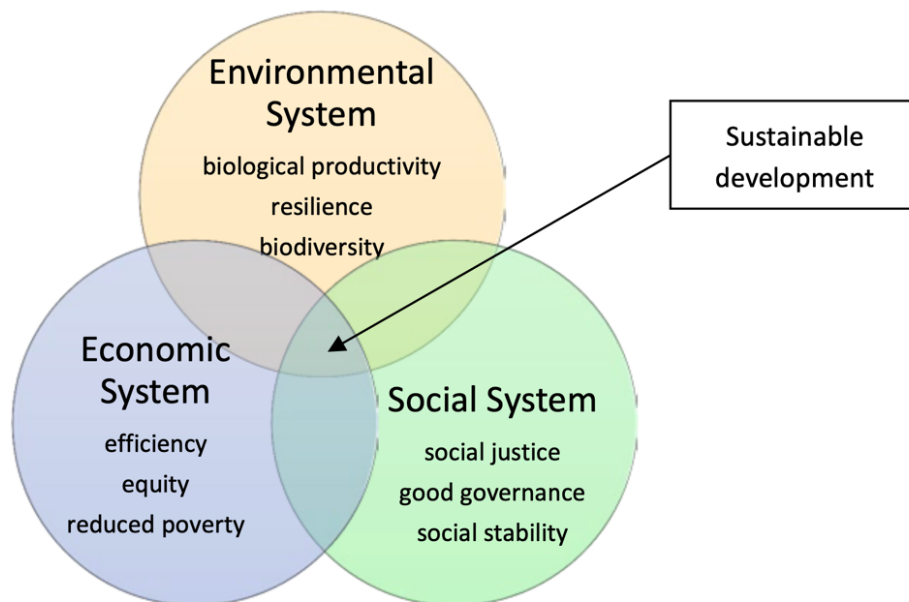 Environmental
System
biological productivity
resilience
biodiversity
Sustainable
development
Economic
System
efficiency
equity
reduced poverty
Social System
social justice
good governance
social stability